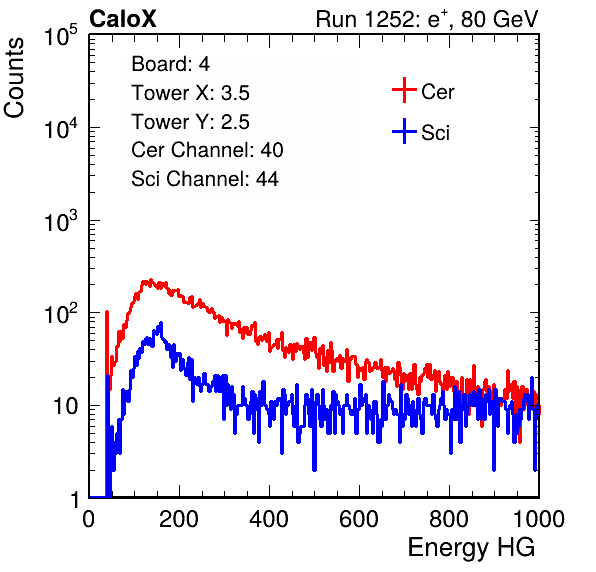 CaloX Run 1252: e⁺, 80 GeV
Counts
10⁵
10⁴
10³
10²
10
1
Board: 4
Tower X: 3.5
Tower Y: 2.5
Cer Channel: 40
Sci Channel: 44
Cer
Sci
0 200 400 600 800 1000
Energy HG